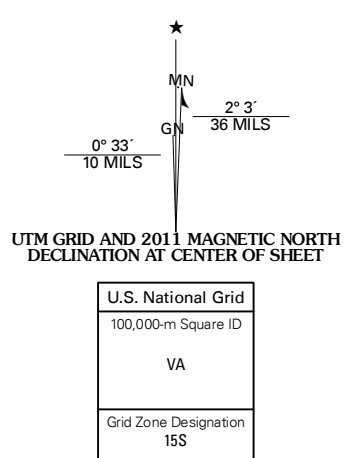 ★
MN
GN
2° 3´
36 MILS
0° 33´
10 MILS
UTM GRID AND 2011 MAGNETIC NORTH
DECLINATION AT CENTER OF SHEET
U.S. National Grid
100,000-m Square ID
VA
Grid Zone Designation
15S